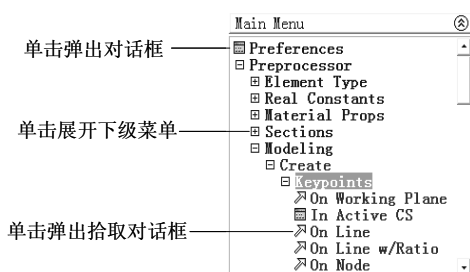 Main Menu
单击弹出对话框
Preferences
Preprocessor
Element Type
Real Constants
Material Props
单击展开下级菜单
Sections
Modeling
Create
Keypoints
On Working Plane
In Active CS
单击弹出拾取对话框
On Line
On Line w/Ratio
On Node